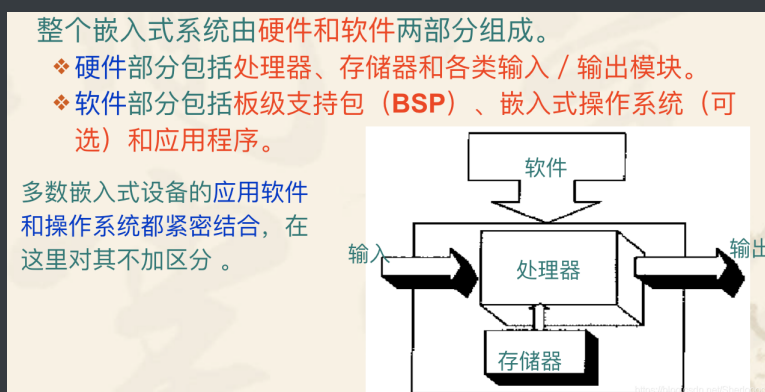 整个嵌入式系统由硬件和软件两部分组成。
硬件部分包括处理器、存储器和各类输入/输出模块。
软件部分包括板级支持包（BSP）、嵌入式操作系统（可
选）和应用程序。
多数嵌入式设备的应用软件
和操作系统都紧密结合，在
这里对其不加区分 。
软件
输入
处理器
输出
存储器